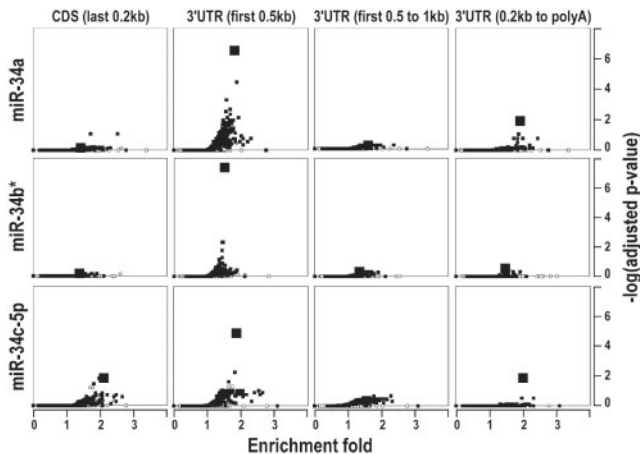 CDS (last 0.2kb) 3'UTR (first 0.5kb) 3'UTR (first 0.5 to 1kb) 3'UTR (0.2kb to polyA)
miR-34a
6
4
2
0
miR-34b*
6
4
2
0
-log(adjusted p-value)
miR-34c-5p
6
4
2
0
0 1 2 3 0 1 2 3 0 1 2 3 0 1 2 3
Enrichment fold